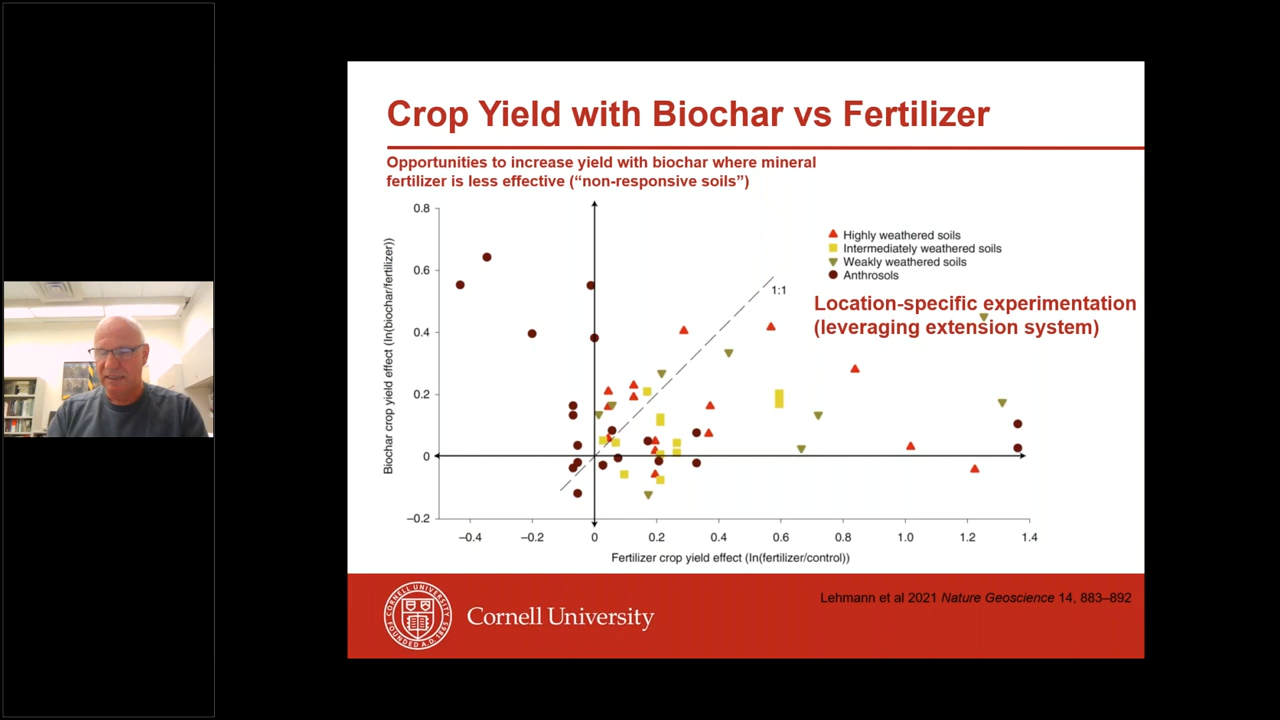 Crop Yield with Biochar vs Fertilizer
Opportunities to increase yield with biochar where mineral
fertilizer is less effective (“non-responsive soils”)
0.8
0.6
0.4
0.2
0
–0.2
Biochar crop yield effect (ln(biochar/fertilizer))
1:1
Highly weathered soils
Intermediately weathered soils
Weakly weathered soils
Anthrosols
Location-specific experimentation
(leveraging extension system)
–0.4 –0.2 0 0.2 0.4 0.6 0.8 1.0 1.2 1.4
Fertilizer crop yield effect (ln(fertilizer/control))
Lehmann et al 2021 Nature Geoscience 14, 883–892
CORNELL UNIVERSITY
FOUNDED A.D. 1865
Cornell University